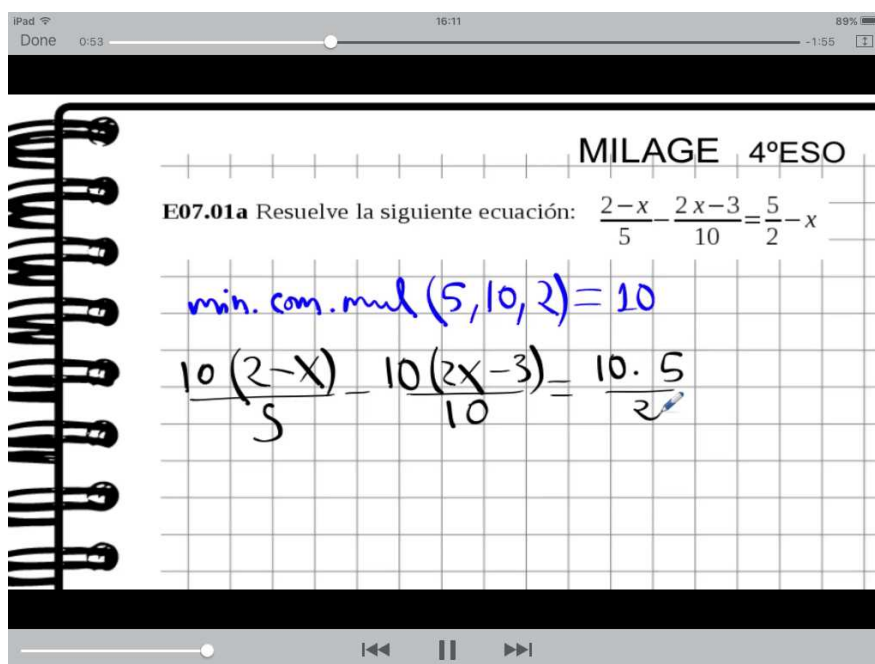 iPad 16:11 89%
Done 0:53 -1:55
MILAGE 4ºESO
E07.01a Resuelve la siguiente ecuación: (2−x)/5 − (2x−3)/10 = 5/2 − x
min. com. mul (5, 10, 2) = 10
10(2−x)/5 − 10(2x−3)/10 = 10·5/2